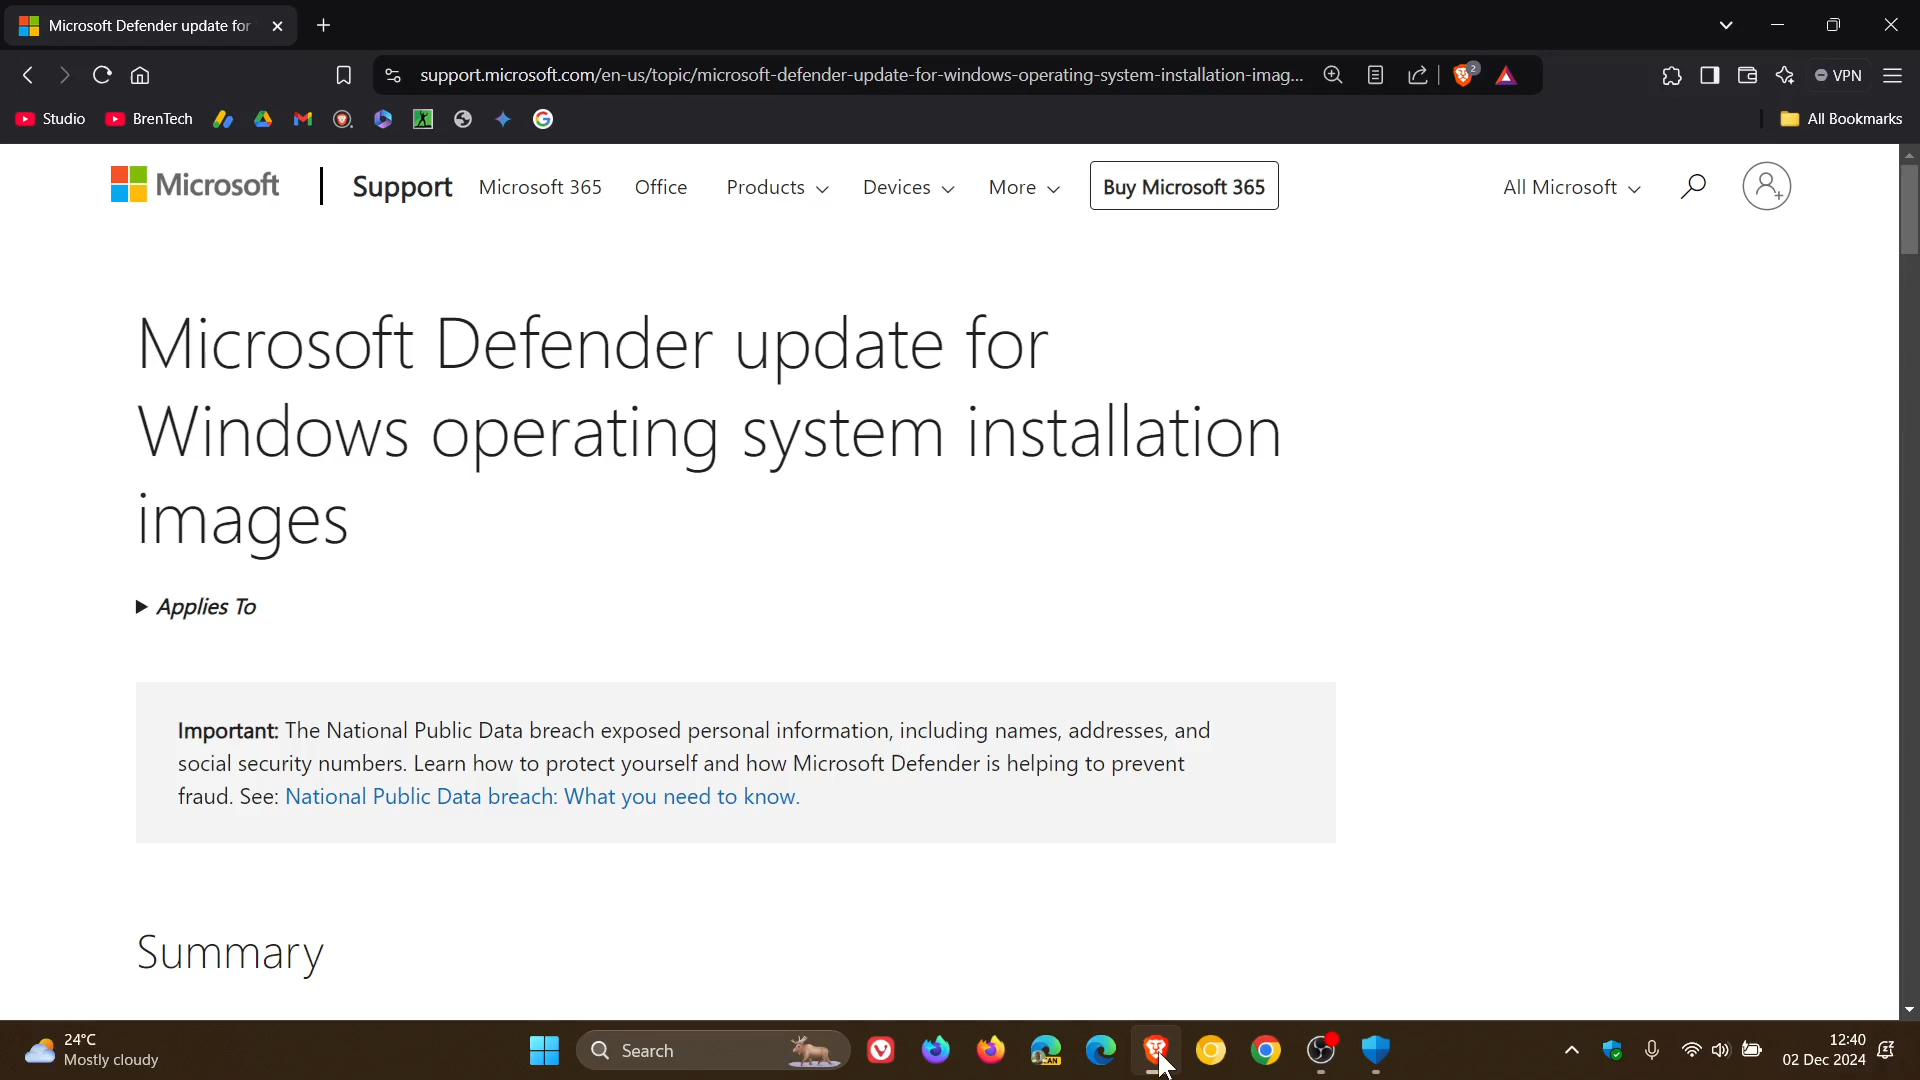 Microsoft Defender update for
support.microsoft.com/en-us/topic/microsoft-defender-update-for-windows-operating-system-installation-imag...
2
VPN
Studio
BrenTech
All Bookmarks
Microsoft
Support
Microsoft 365
Office
Products
Devices
More
Buy Microsoft 365
All Microsoft
Microsoft Defender update for
Windows operating system installation
images
Applies To
Important: The National Public Data breach exposed personal information, including names, addresses, and
social security numbers. Learn how to protect yourself and how Microsoft Defender is helping to prevent
fraud. See: National Public Data breach: What you need to know.
Summary
24°C
Mostly cloudy
Search
CAN
12:40
02 Dec 2024